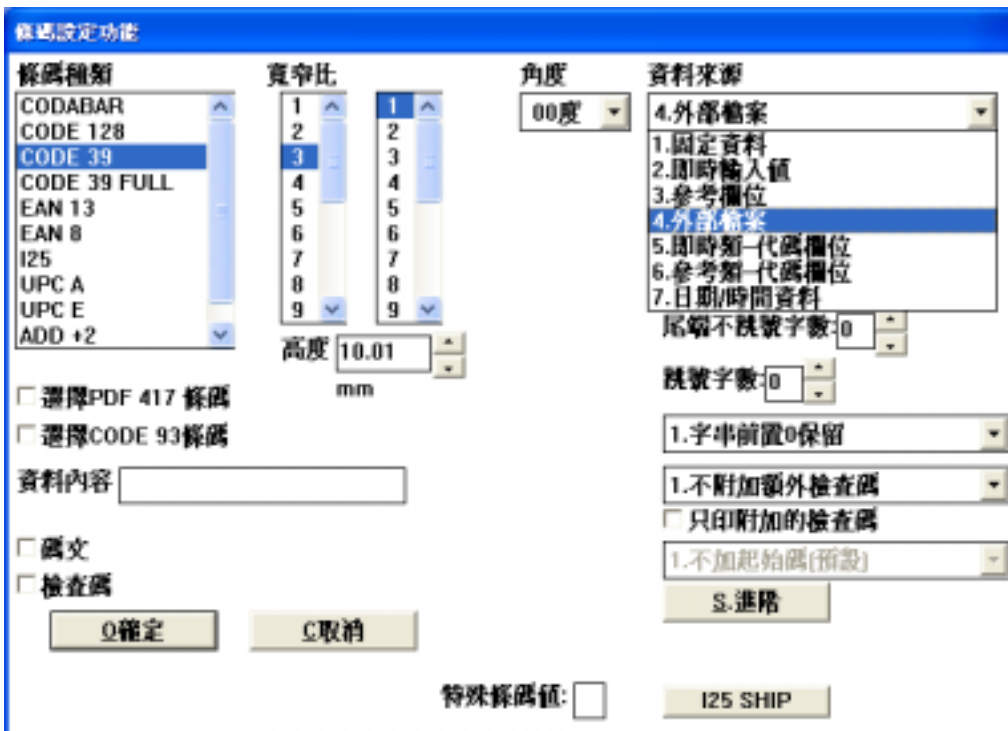 條碼設定功能
條碼種類
CODABAR
CODE 128
CODE 39
CODE 39 FULL
EAN 13
EAN 8
I25
UPC A
UPC E
ADD +2
寬窄比
1
2
3
4
5
6
7
8
9
1
2
3
4
5
6
7
8
9
高度 10.01
mm
角度
00度
資料來源
4.外部檔案
1.固定資料
2.即時輸入值
3.參考欄位
4.外部檔案
5.即時類-代碼欄位
6.參考類-代碼欄位
7.日期/時間資料
尾端不跳號字數:0
跳號字數:0
1.字串前置0保留
1.不附加額外檢查碼
只印附加的檢查碼
1.不加起始碼(預設)
S.進階
選擇PDF 417 條碼
選擇CODE 93條碼
資料內容
碼文
檢查碼
O確定
C取消
特殊條碼值:
I25 SHIP